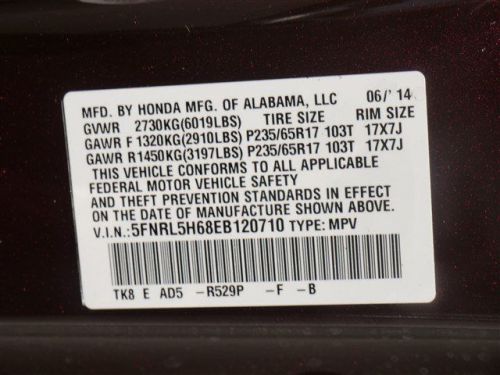 MFD. BY HONDA MFG. OF ALABAMA, LLC 06/'14
GVWR 2730KG(6019LBS) TIRE SIZE RIM SIZE
GAWR F 1320KG(2910LBS) P235/65R17 103T 17X7J
GAWR R1450KG(3197LBS) P235/65R17 103T 17X7J
THIS VEHICLE CONFORMS TO ALL APPLICABLE
FEDERAL MOTOR VEHICLE SAFETY
AND THEFT PREVENTION STANDARDS IN EFFECT
ON THE DATE OF MANUFACTURE SHOWN ABOVE.
V.I.N.:5FNRL5H68EB120710 TYPE: MPV
TK8 E AD5 -R529P -F -B